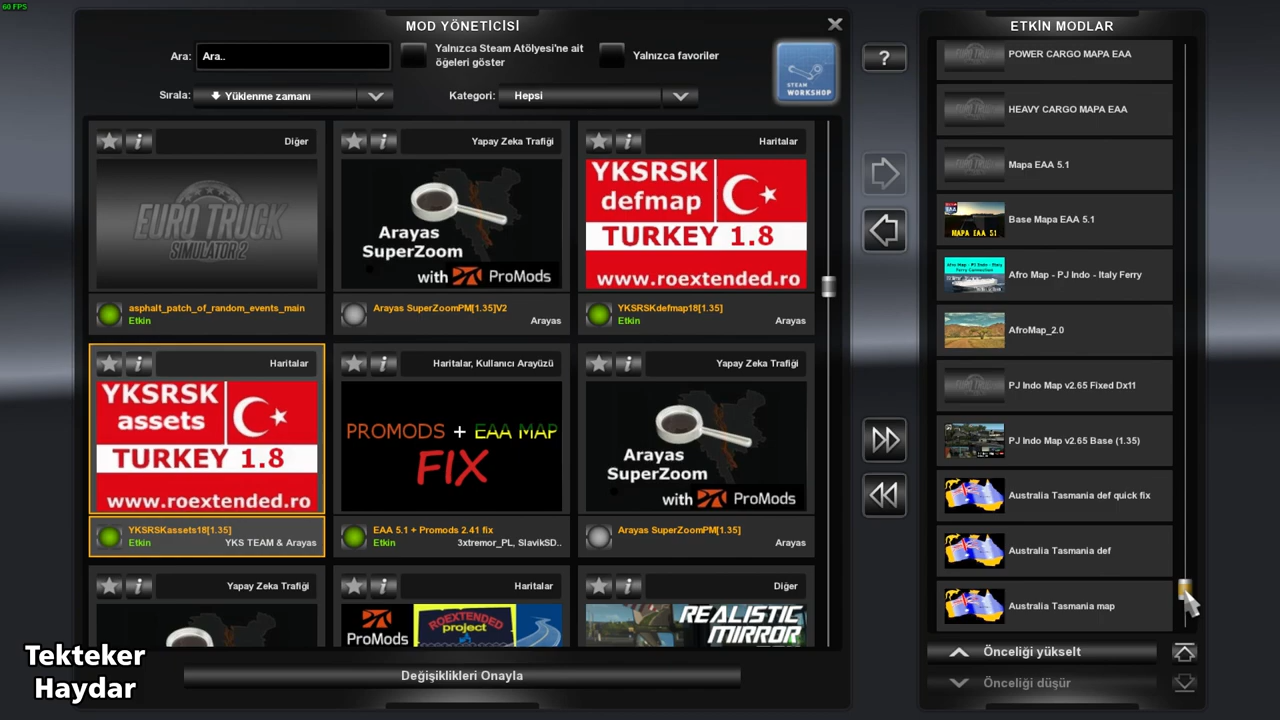 60 FPS
MOD YÖNETİCİSİ
Ara:
Ara..
Yalnızca Steam Atölyesi'ne ait
öğeleri göster
Yalnızca favoriler
STEAM
WORKSHOP
Sırala:
Yüklenme zamanı
Kategori:
Hepsi
Diğer
EURO TRUCK
SIMULATOR 2
asphalt_patch_of_random_events_main
Etkin
Yapay Zeka Trafiği
Arayas
SuperZoom
with ProMods
Arayas SuperZoomPM[1.35]V2
Arayas
Haritalar
YKSRSK
defmap
TURKEY 1.8
www.roextended.ro
YKSRSKdefmap18[1.35]
Etkin
Arayas
Haritalar
YKSRSK
assets
TURKEY 1.8
www.roextended.ro
YKSRSKassets18[1.35]
Etkin
YKS TEAM & Arayas
Haritalar, Kullanıcı Arayüzü
PROMODS + EAA MAP
FIX
EAA 5.1 + Promods 2.41 fix
Etkin
3xtremor_PL, SlavikSD..
Yapay Zeka Trafiği
Arayas
SuperZoom
with ProMods
Arayas SuperZoomPM[1.35]
Arayas
Yapay Zeka Trafiği
Haritalar
ProMods
ROEXTENDED
project
Diğer
REALISTIC
MIRROR
Değişiklikleri Onayla
?
ETKİN MODLAR
POWER CARGO MAPA EAA
HEAVY CARGO MAPA EAA
Mapa EAA 5.1
MAPA EAA 51
Base Mapa EAA 5.1
Afro Map - PJ Indo - Italy Ferry
AfroMap_2.0
PJ Indo Map v2.65 Fixed Dx11
PJ Indo Map v2.65 Base (1.35)
Australia Tasmania def quick fix
Australia Tasmania def
Australia Tasmania map
Önceliği yükselt
Önceliği düşür
Tekteker
Haydar